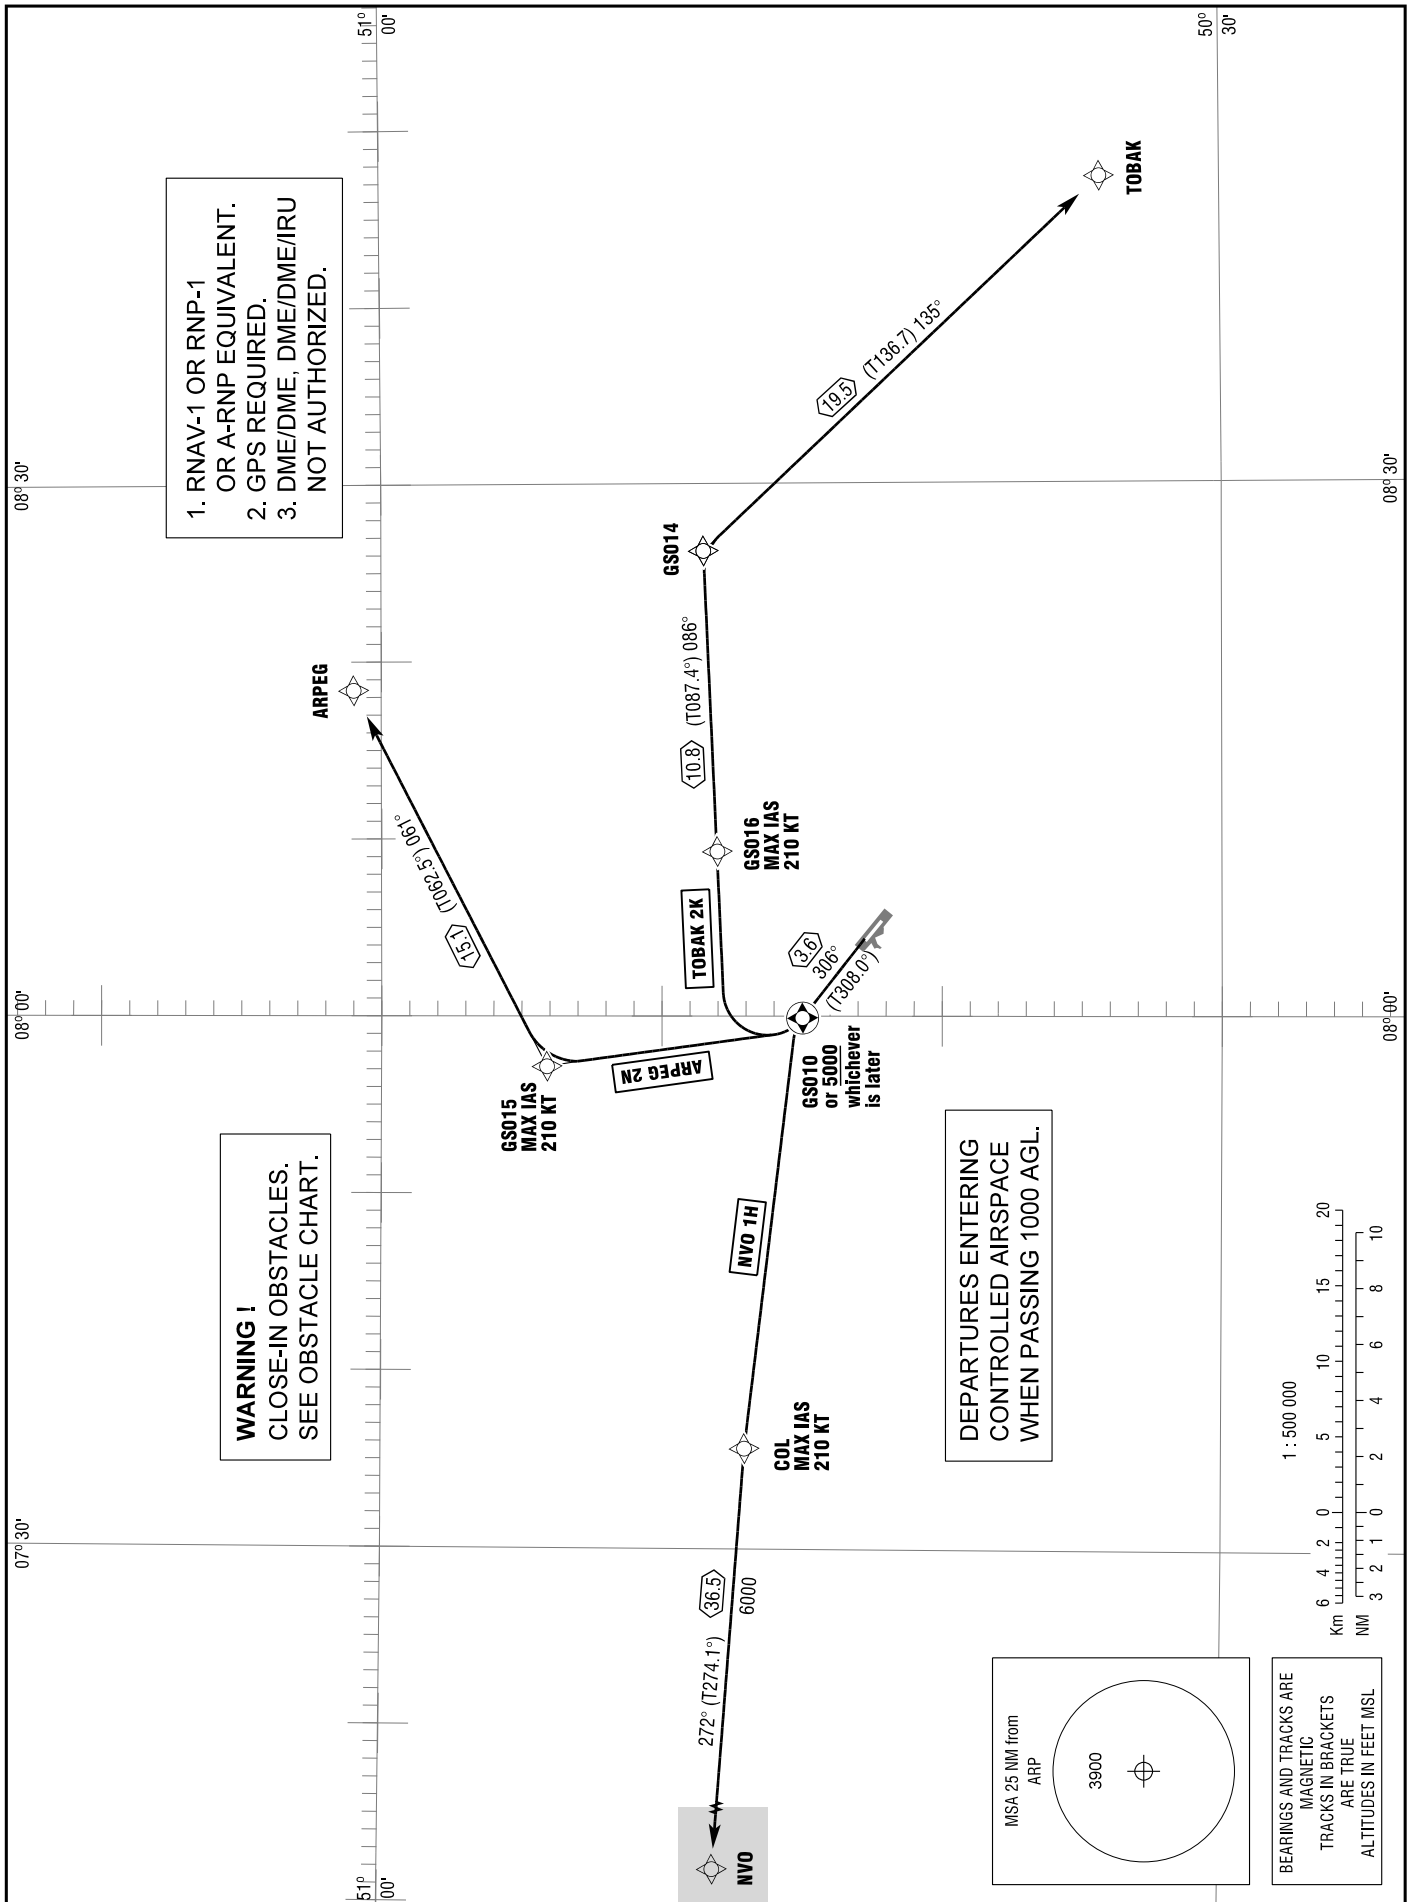 51°
00'
50°
30'
08° 30'
08° 30'
08° 00'
08° 00'
07° 30'
51°
00'
1. RNAV-1 OR RNP-1
OR A-RNP EQUIVALENT.
2. GPS REQUIRED.
3. DME/DME, DME/DME/IRU
NOT AUTHORIZED.
WARNING !
CLOSE-IN OBSTACLES.
SEE OBSTACLE CHART.
ARPEG
15.1
(T062.5°) 061°
GS015
MAX IAS
210 KT
ARPEG 2N
GS014
10.8
(T087.4°) 086°
GS016
MAX IAS
210 KT
TOBAK 2K
19.5
(T136.7) 135°
TOBAK
3.6
306°
(T308.0°)
GS010
or 5000
whichever
is later
NVO 1H
COL
MAX IAS
210 KT
36.5
272° (T274.1°)
6000
NVO
DEPARTURES ENTERING
CONTROLLED AIRSPACE
WHEN PASSING 1000 AGL.
MSA 25 NM from
ARP
3900
BEARINGS AND TRACKS ARE
MAGNETIC
TRACKS IN BRACKETS
ARE TRUE
ALTITUDES IN FEET MSL
1 : 500 000
Km 6 4 2 0 5 10 15 20
NM 3 2 1 0 2 4 6 8 10